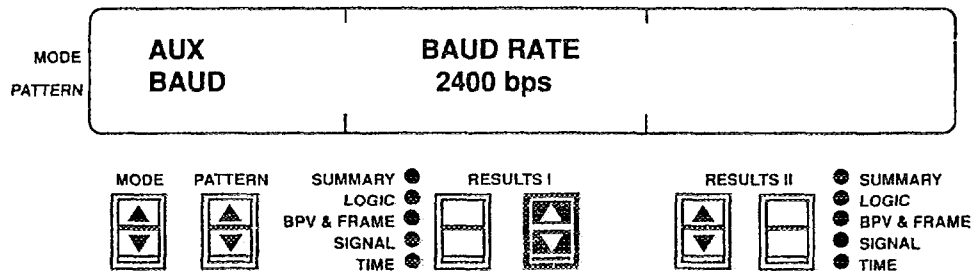 MODE
PATTERN
AUX BAUD RATE
BAUD 2400 bps
MODE PATTERN
SUMMARY
LOGIC
BPV & FRAME
SIGNAL
TIME
RESULTS I
RESULTS II
SUMMARY
LOGIC
BPV & FRAME
SIGNAL
TIME